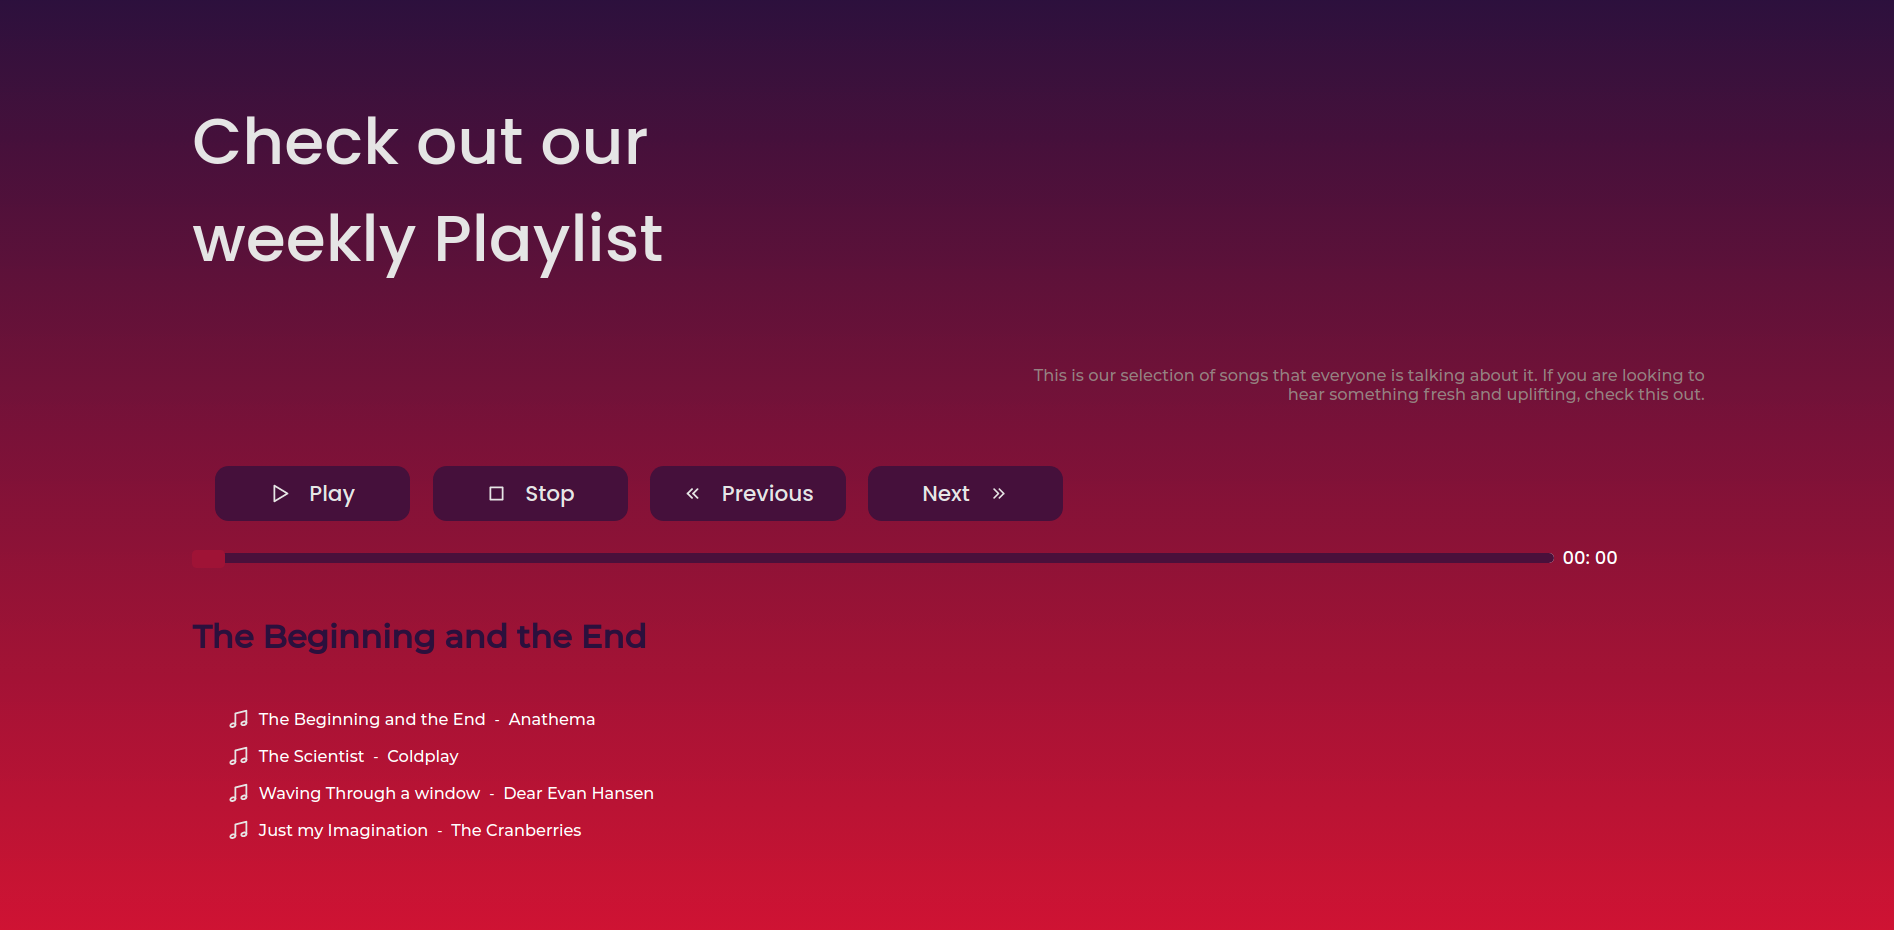 Check out our
weekly Playlist
This is our selection of songs that everyone is talking about it. If you are looking to
hear something fresh and uplifting, check this out.
Play Stop Previous Next
00: 00
The Beginning and the End
The Beginning and the End - Anathema
The Scientist - Coldplay
Waving Through a window - Dear Evan Hansen
Just my Imagination - The Cranberries